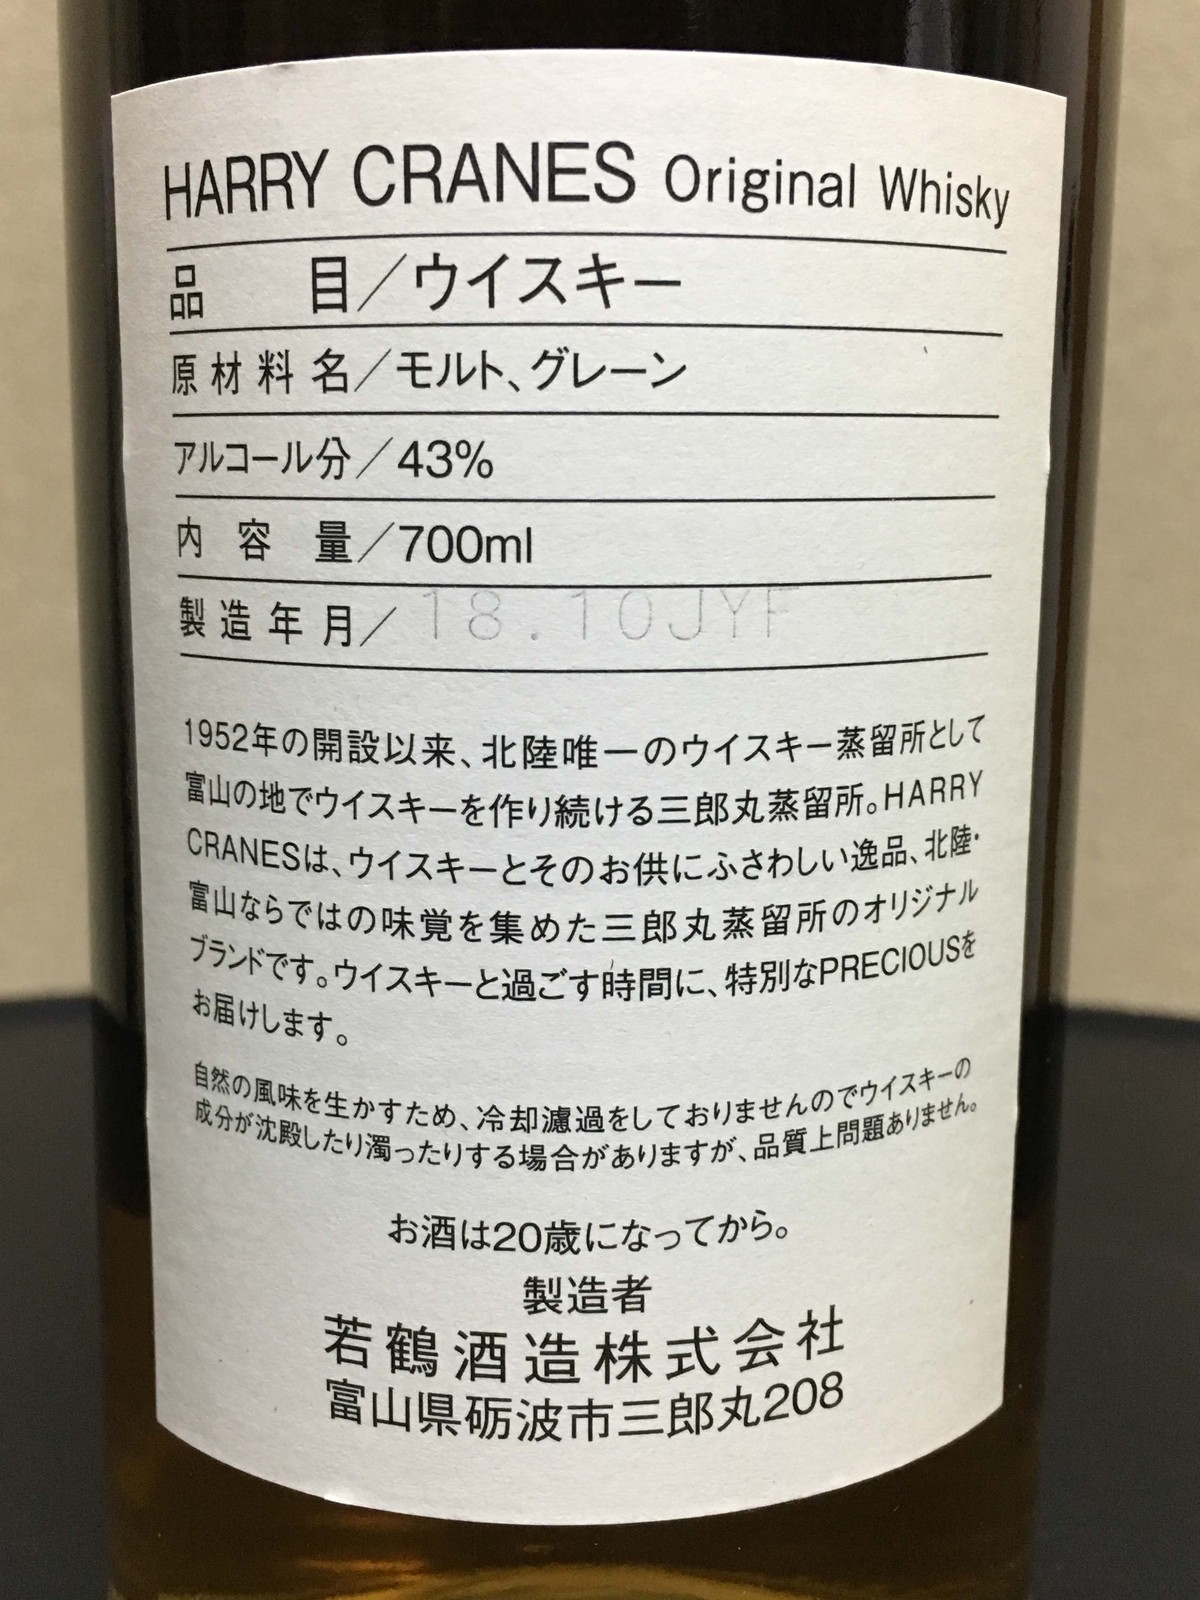 HARRY CRANES Original Whisky
品　目／ウイスキー
原材料名／モルト、グレーン
アルコール分／43%
内容量／700ml
製造年月／18.10JYF
1952年の開設以来、北陸唯一のウイスキー蒸留所として
富山の地でウイスキーを作り続ける三郎丸蒸留所。HARRY
CRANESは、ウイスキーとそのお供にふさわしい逸品、北陸・
富山ならではの味覚を集めた三郎丸蒸留所のオリジナル
ブランドです。ウイスキーと過ごす時間に、特別なPRECIOUSを
お届けします。
自然の風味を生かすため、冷却濾過をしておりませんのでウイスキーの
成分が沈殿したり濁ったりする場合がありますが、品質上問題ありません。
お酒は20歳になってから。
製造者
若鶴酒造株式会社
富山県砺波市三郎丸208